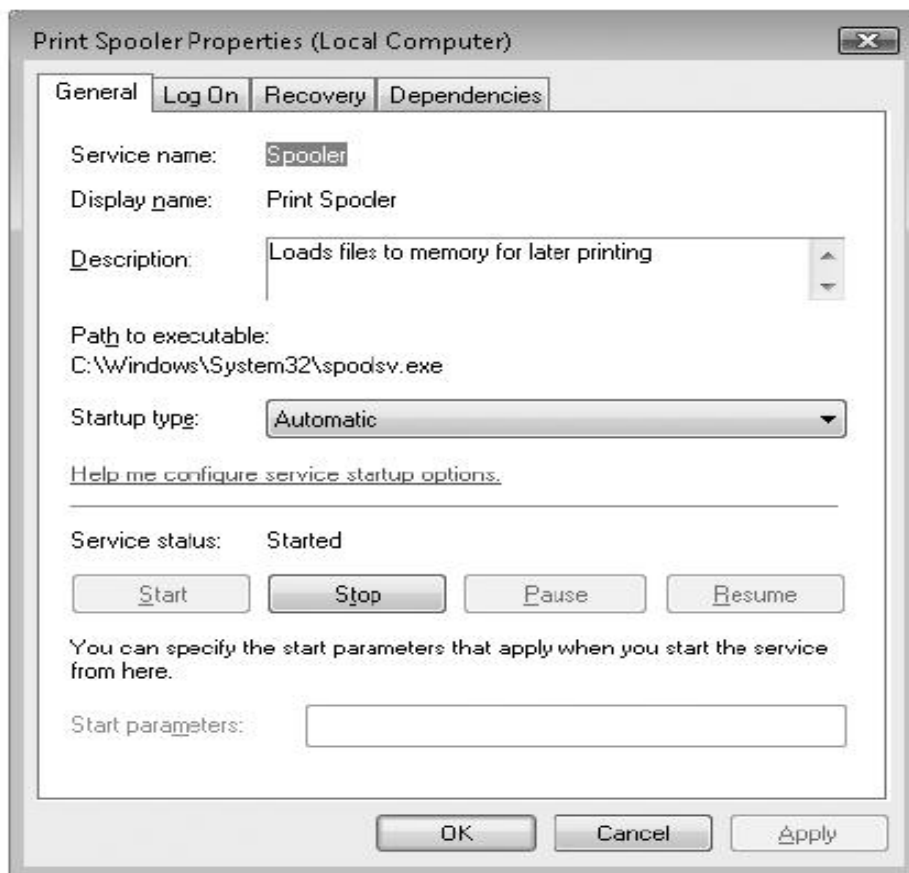 Print Spooler Properties (Local Computer)
General Log On Recovery Dependencies
Service name: Spooler
Display name: Print Spooler
Description: Loads files to memory for later printing
Path to executable:
C:\Windows\System32\spoolsv.exe
Startup type: Automatic
Help me configure service startup options.
Service status: Started
Start Stop Pause Resume
You can specify the start parameters that apply when you start the service
from here.
Start parameters:
OK Cancel Apply